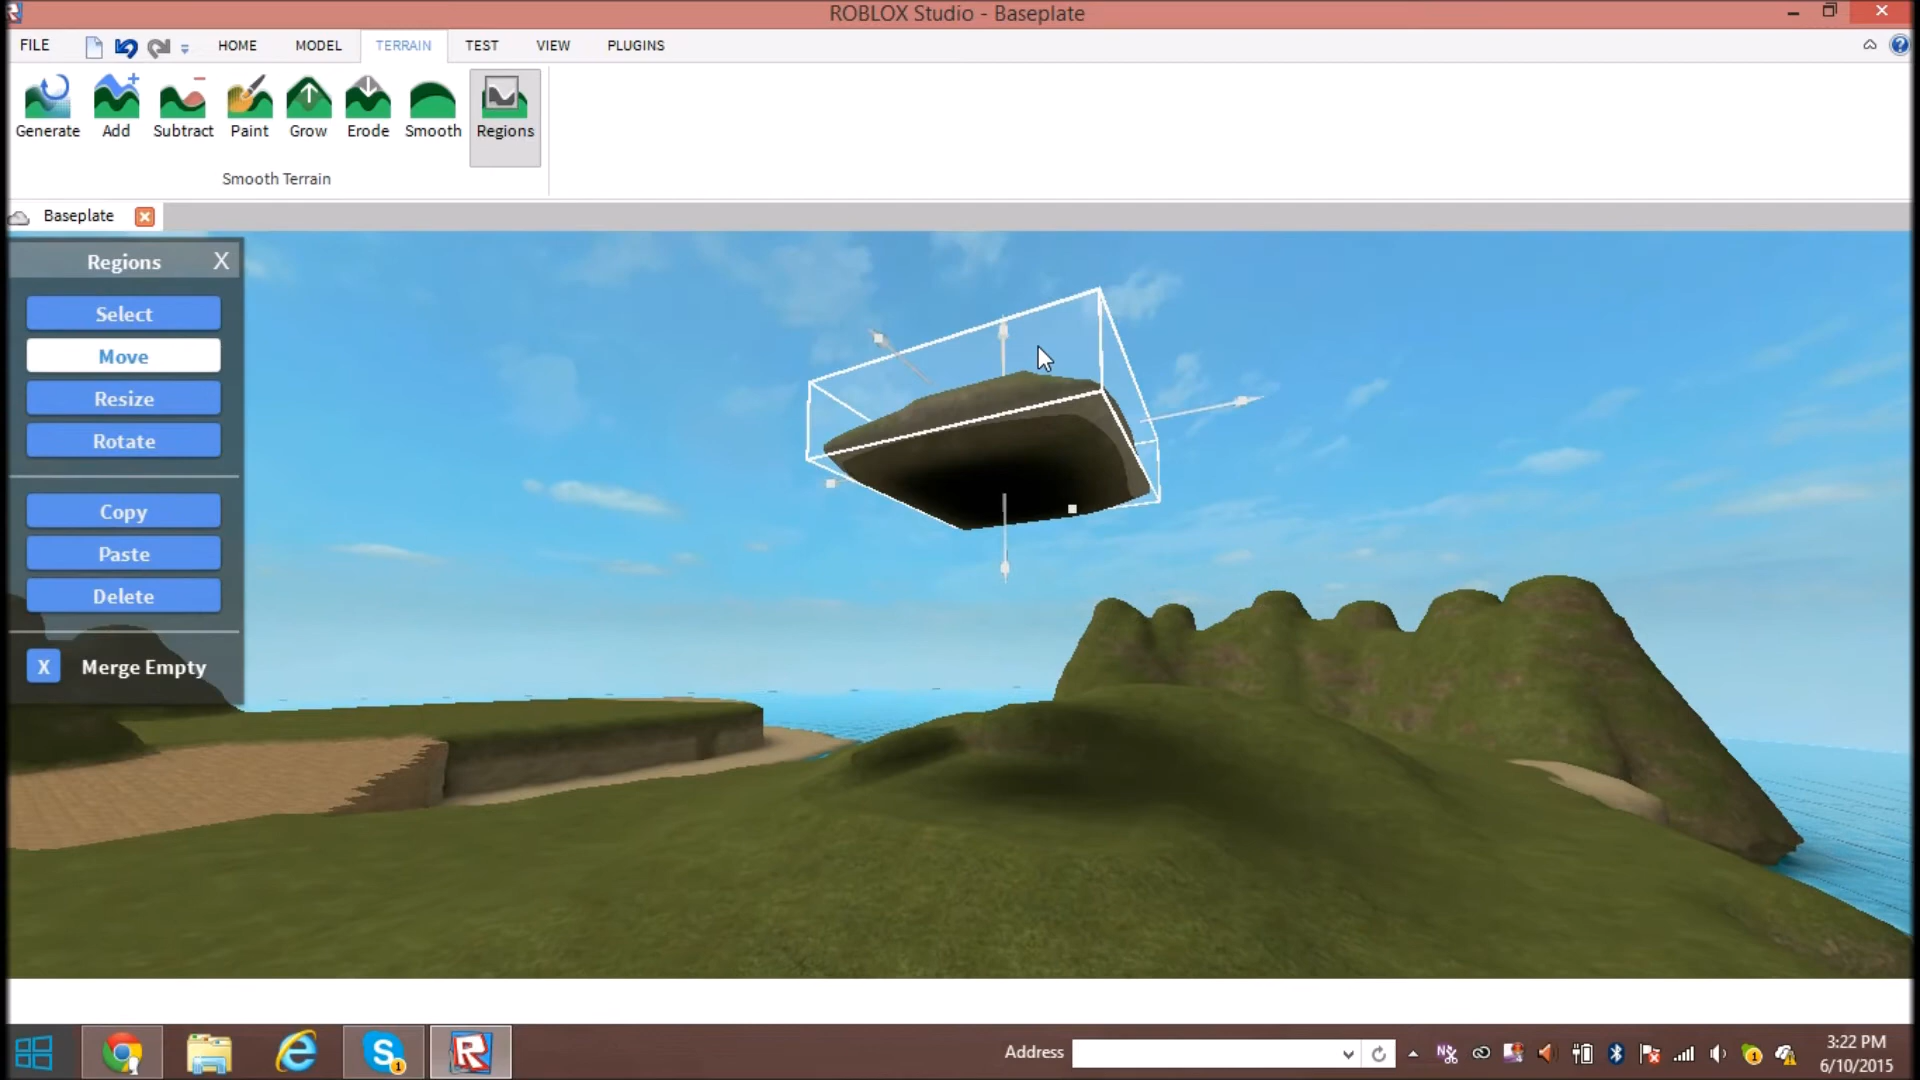 ROBLOX Studio - Baseplate
FILE HOME MODEL TERRAIN TEST VIEW PLUGINS
Generate Add Subtract Paint Grow Erode Smooth Regions
Smooth Terrain
Baseplate
Regions X
Select
Move
Resize
Rotate
Copy
Paste
Delete
X Merge Empty
Address
3:22 PM
6/10/2015